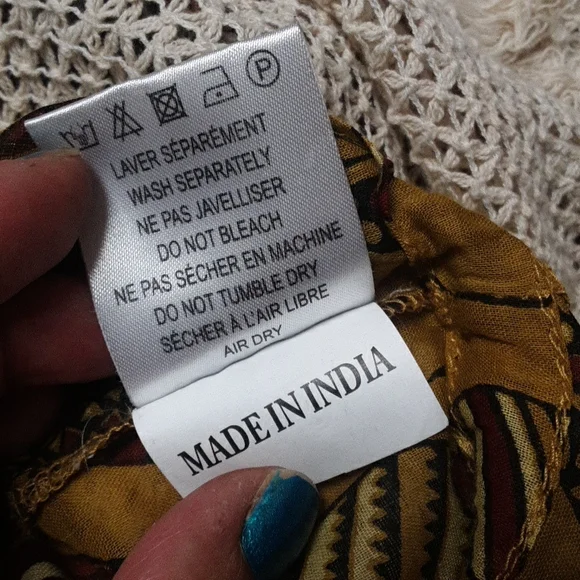 P
LAVER SÉPARÉMENT
WASH SEPARATELY
NE PAS JAVELLISER
DO NOT BLEACH
NE PAS SÉCHER EN MACHINE
DO NOT TUMBLE DRY
SÉCHER À L'AIR LIBRE
AIR DRY
MADE IN INDIA